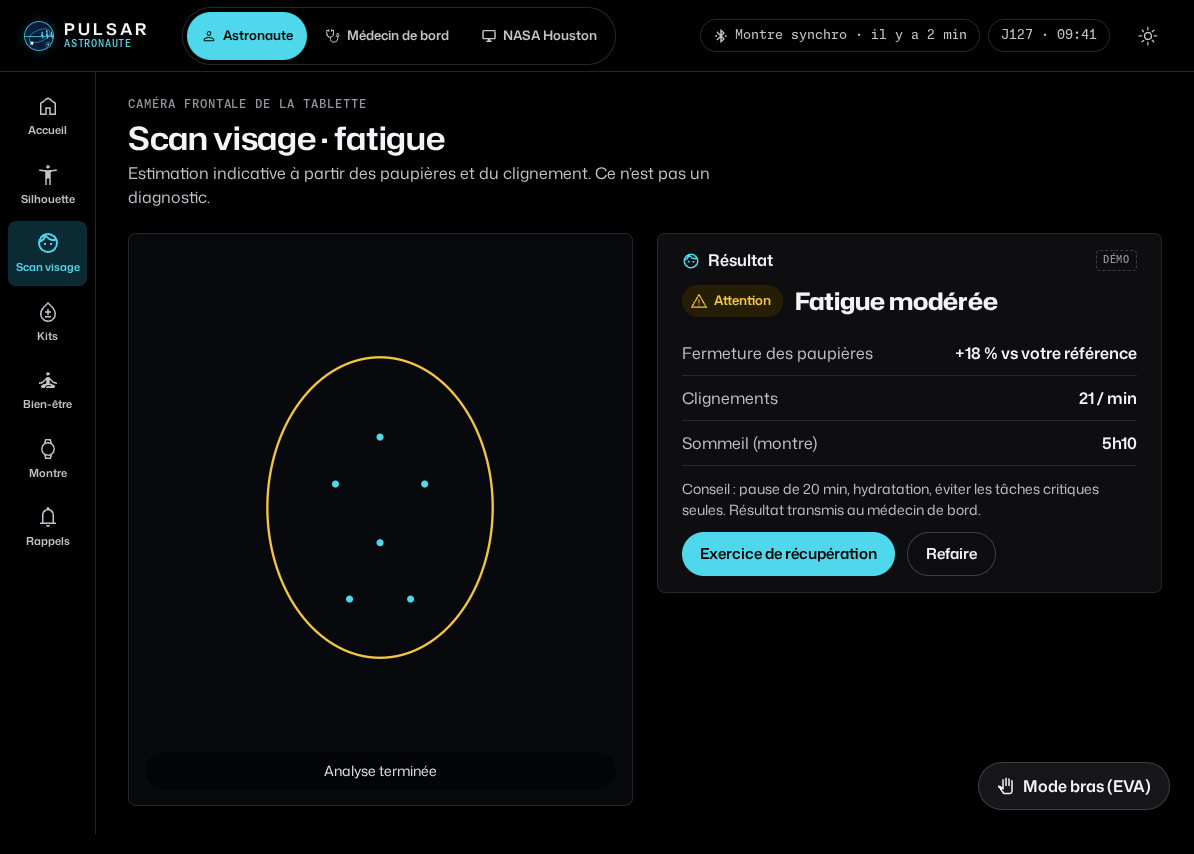 PULSAR
ASTRONAUTE
Astronaute
Médecin de bord
NASA Houston
Montre synchro · il y a 2 min
J127 · 09:41
Accueil
Silhouette
Scan visage
Kits
Bien-être
Montre
Rappels
CAMÉRA FRONTALE DE LA TABLETTE
Scan visage · fatigue
Estimation indicative à partir des paupières et du clignement. Ce n’est pas un
diagnostic.
Analyse terminée
Résultat
DÉMO
Attention
Fatigue modérée
Fermeture des paupières
+18 % vs votre référence
Clignements
21 / min
Sommeil (montre)
5h10
Conseil : pause de 20 min, hydratation, éviter les tâches critiques
seules. Résultat transmis au médecin de bord.
Exercice de récupération
Refaire
Mode bras (EVA)